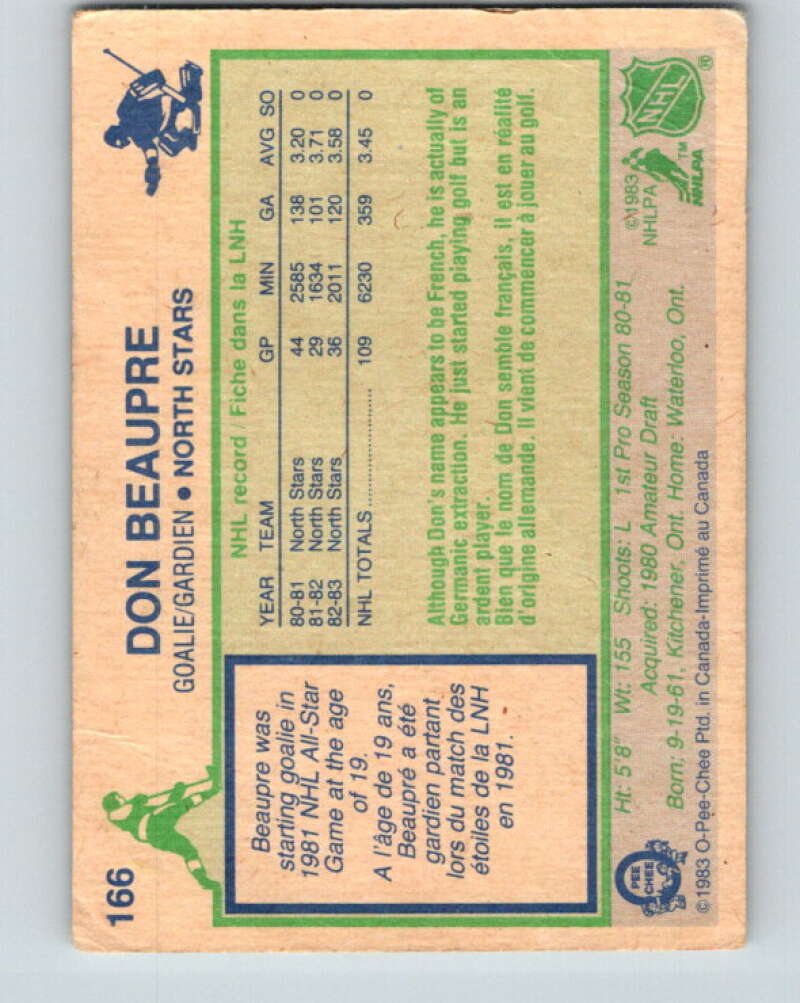 166
DON BEAUPRE
GOALIE/GARDIEN ● NORTH STARS
Beaupre was
starting goalie in
1981 NHL All-Star
Game at the age
of 19.
A l'âge de 19 ans,
Beaupré a été
gardien partant
lors du match des
étoiles de la LNH
en 1981.
NHL record / Fiche dans la LNH
YEAR TEAM GP MIN GA AVG SO
80-81 North Stars 44 2585 138 3.20 0
81-82 North Stars 29 1634 101 3.71 0
82-83 North Stars 36 2011 120 3.58 0
NHL TOTALS .................... 109 6230 359 3.45 0
Although Don's name appears to be French, he is actually of
Germanic extraction. He just started playing golf but is an
ardent player.
Bien que le nom de Don semble français, il est en réalité
d'origine allemande. Il vient de commencer à jouer au golf.
Ht: 5'8" Wt: 155 Shoots: L 1st Pro Season 80-81
Acquired: 1980 Amateur Draft
Born: 9-19-61, Kitchener, Ont. Home: Waterloo, Ont.
©1983 O-Pee-Chee Ptd. in Canada-Imprimé au Canada
O PEE CHEE
©1983
NHLPA
TM
NHLPA
NHL
®